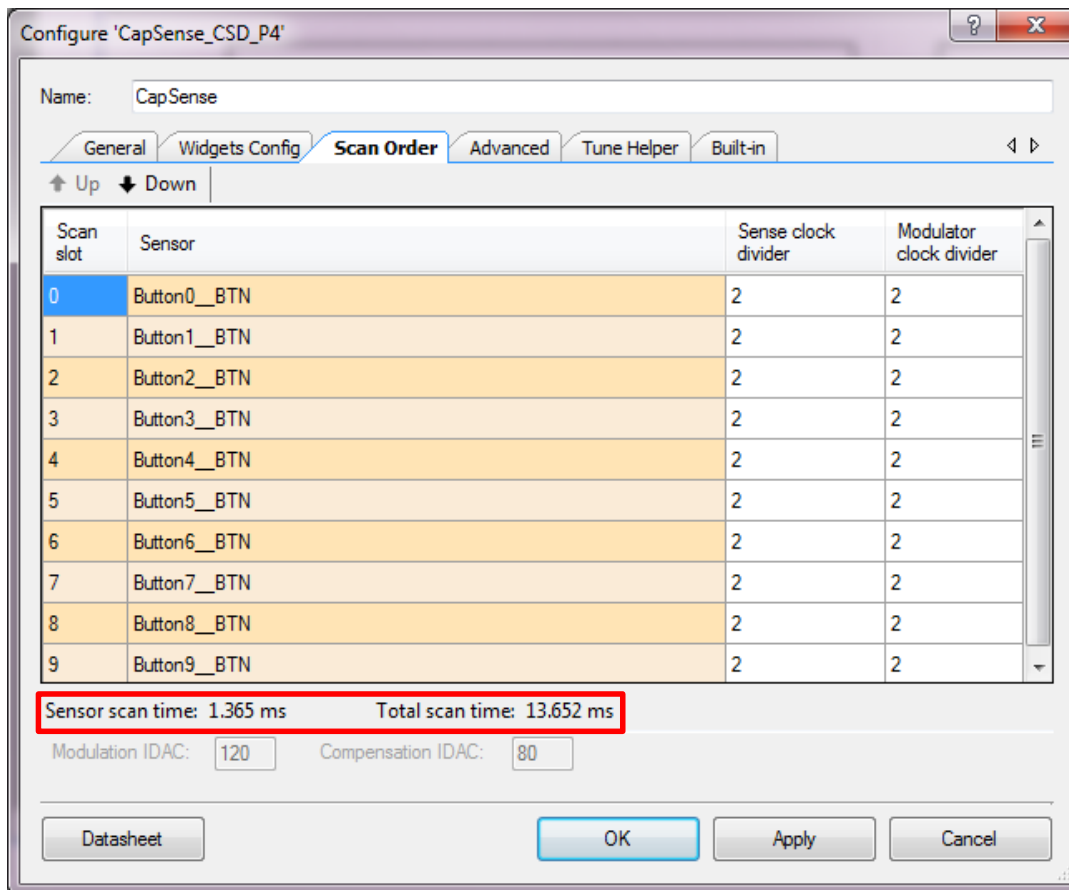 Configure 'CapSense_CSD_P4'
Name: CapSense
General Widgets Config Scan Order Advanced Tune Helper Built-in
Up Down
Scan slot Sensor Sense clock divider Modulator clock divider
0 Button0__BTN 2 2
1 Button1__BTN 2 2
2 Button2__BTN 2 2
3 Button3__BTN 2 2
4 Button4__BTN 2 2
5 Button5__BTN 2 2
6 Button6__BTN 2 2
7 Button7__BTN 2 2
8 Button8__BTN 2 2
9 Button9__BTN 2 2
Sensor scan time: 1.365 ms Total scan time: 13.652 ms
Modulation IDAC: 120 Compensation IDAC: 80
Datasheet OK Apply Cancel